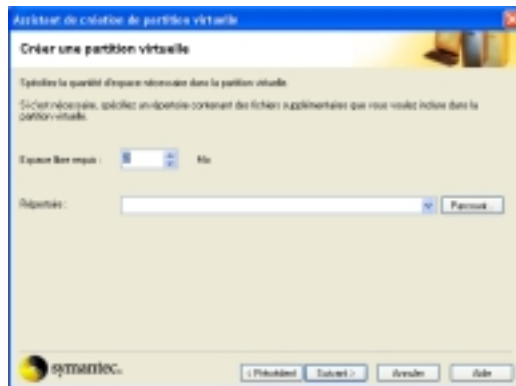 Assistant de création de partition virtuelle
Créer une partition virtuelle
Spécifiez la quantité d'espace nécessaire dans la partition virtuelle.
Si c'est nécessaire, spécifiez un répertoire contenant des fichiers supplémentaires que vous voulez inclure dans la
partition virtuelle.
Espace libre requis :
Mo
Répertoire :
Parcourir...
symantec.
< Précédent
Suivant >
Annuler
Aide